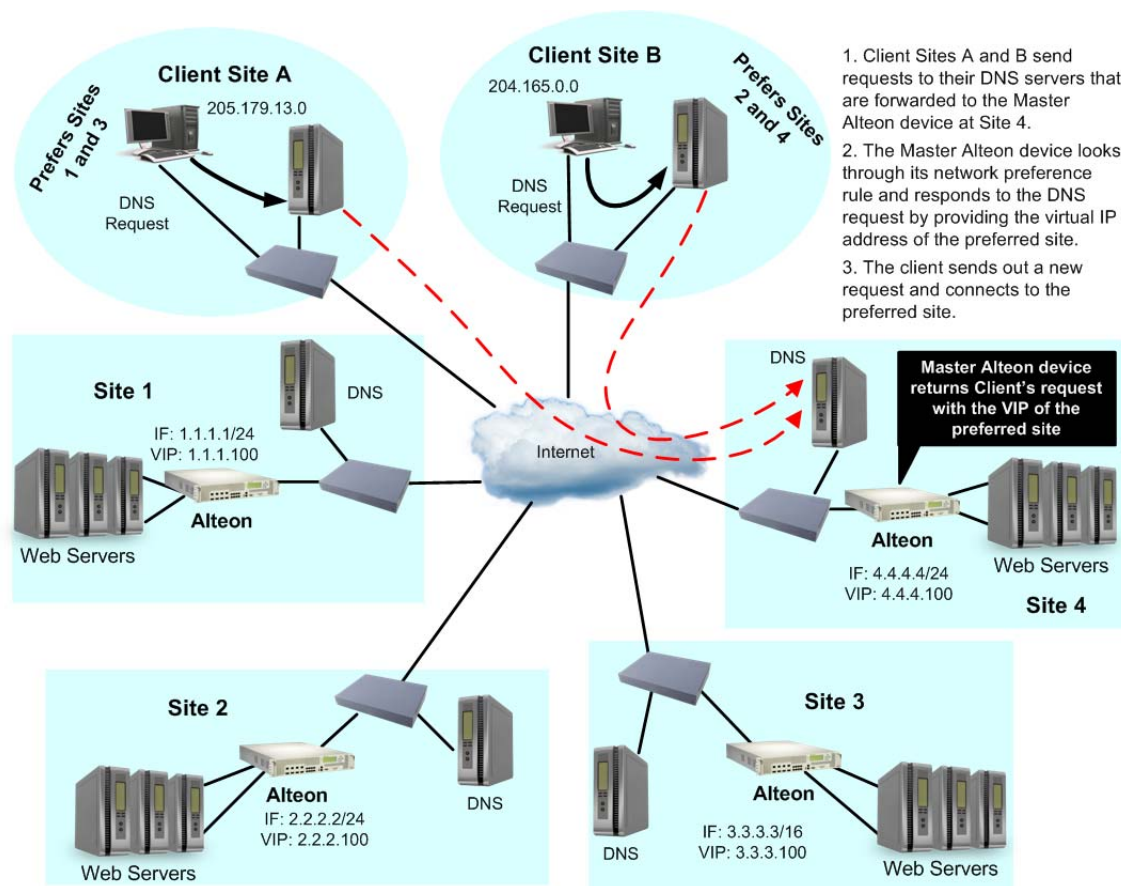 Client Site A
205.179.13.0
Prefers Sites
1 and 3
DNS
Request
Client Site B
204.165.0.0
Prefers Sites
2 and 4
DNS
Request
1. Client Sites A and B send
requests to their DNS servers that
are forwarded to the Master
Alteon device at Site 4.
2. The Master Alteon device looks
through its network preference
rule and responds to the DNS
request by providing the virtual IP
address of the preferred site.
3. The client sends out a new
request and connects to the
preferred site.
Site 1
DNS
IF: 1.1.1.1/24
VIP: 1.1.1.100
Alteon
Web Servers
Internet
DNS
Master Alteon device
returns Client's request
with the VIP of the
preferred site
Alteon
IF: 4.4.4.4/24
VIP: 4.4.4.100
Web Servers
Site 4
Site 2
Alteon
IF: 2.2.2.2/24
VIP: 2.2.2.100
DNS
Web Servers
Site 3
Alteon
IF: 3.3.3.3/16
VIP: 3.3.3.100
DNS
Web Servers